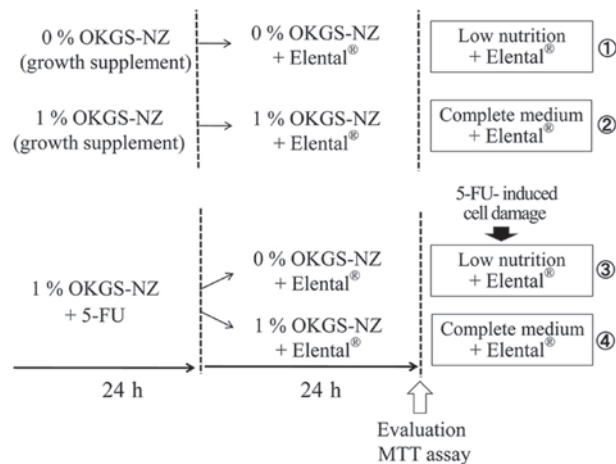 0 % OKGS-NZ
(growth supplement)
0 % OKGS-NZ
+ Elental®
Low nutrition
+ Elental®
①
1 % OKGS-NZ
(growth supplement)
1 % OKGS-NZ
+ Elental®
Complete medium
+ Elental®
②
5-FU- induced
cell damage
1 % OKGS-NZ
+ 5-FU
0 % OKGS-NZ
+ Elental®
Low nutrition
+ Elental®
③
1 % OKGS-NZ
+ Elental®
Complete medium
+ Elental®
④
24 h
24 h
Evaluation
MTT assay